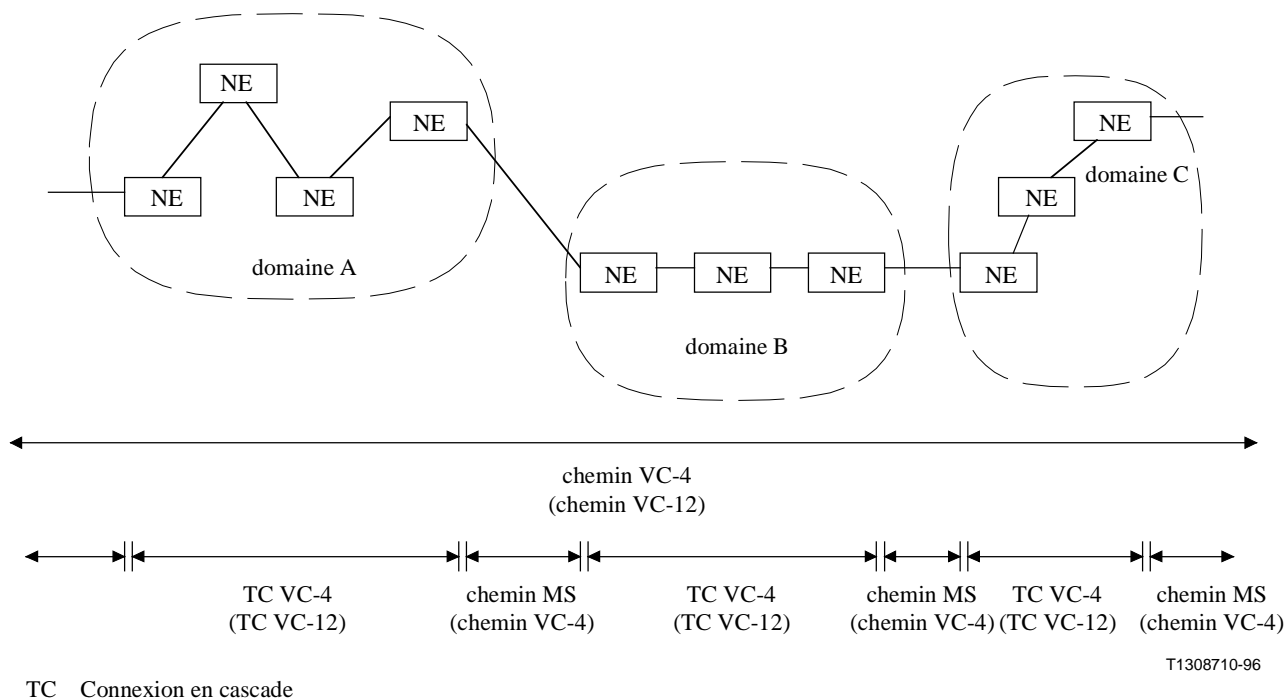 NE
NE
NE
NE
NE
domaine C
NE
NE
domaine A
NE
NE
NE
NE
domaine B
chemin VC-4
(chemin VC-12)
TC VC-4
(TC VC-12)
chemin MS
(chemin VC-4)
TC VC-4
(TC VC-12)
chemin MS
(chemin VC-4)
TC VC-4
(TC VC-12)
chemin MS
(chemin VC-4)
T1308710-96
TC Connexion en cascade